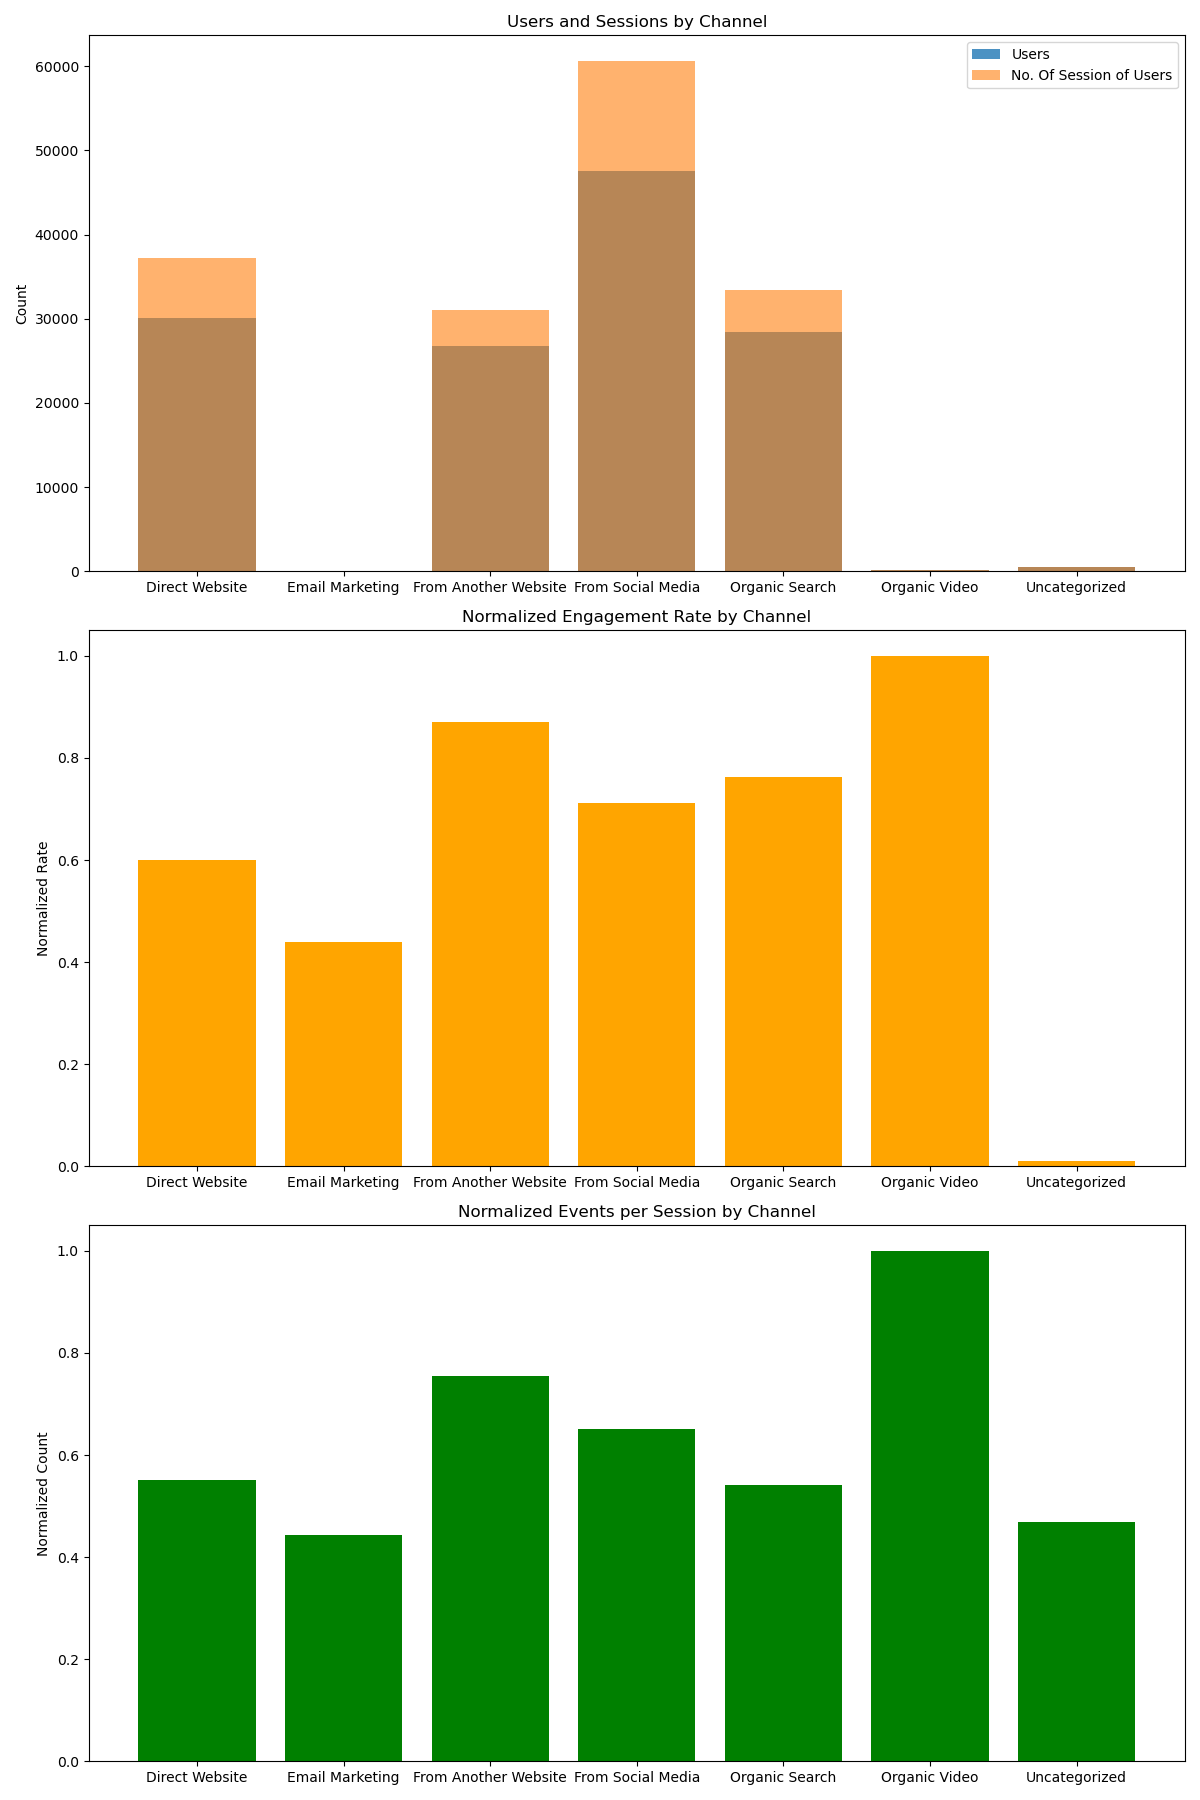 Users and Sessions by Channel
Users
No. Of Session of Users
60000
50000
40000
30000
20000
10000
0
Count
Direct Website Email Marketing From Another Website From Social Media Organic Search Organic Video Uncategorized
Normalized Engagement Rate by Channel
1.0
0.8
0.6
0.4
0.2
0.0
Normalized Rate
Direct Website Email Marketing From Another Website From Social Media Organic Search Organic Video Uncategorized
Normalized Events per Session by Channel
1.0
0.8
0.6
0.4
0.2
0.0
Normalized Count
Direct Website Email Marketing From Another Website From Social Media Organic Search Organic Video Uncategorized